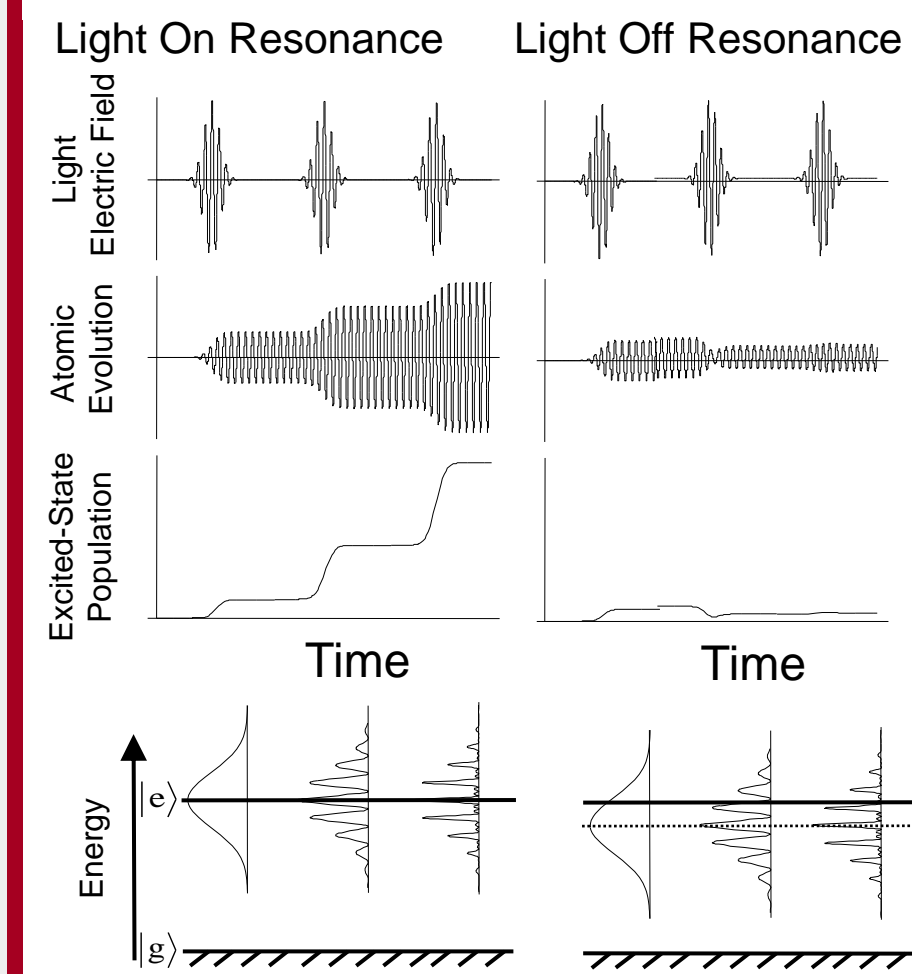 Light On Resonance
Light Off Resonance
Light
Electric Field
Atomic
Evolution
Excited-State
Population
Time
Time
Energy
|e⟩
|g⟩